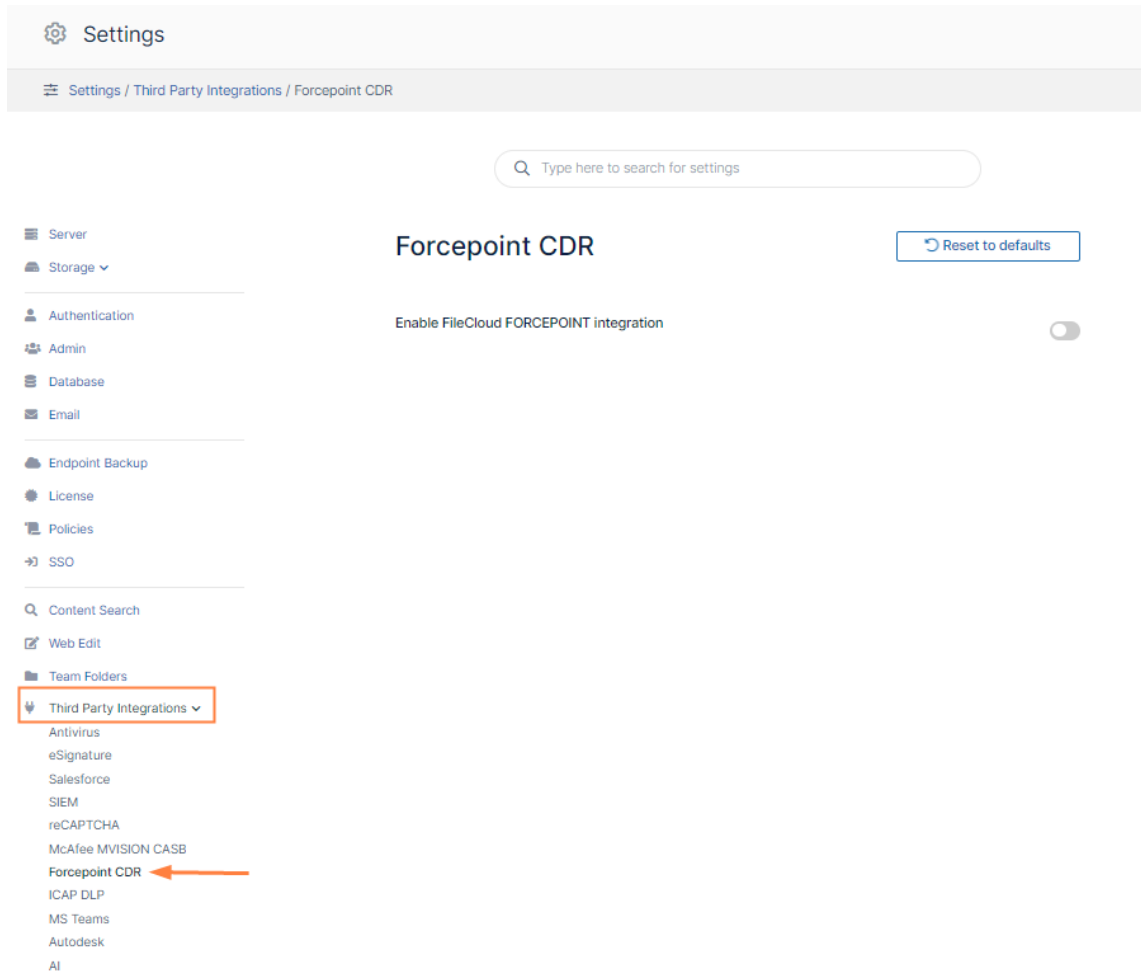 Settings
Settings / Third Party Integrations / Forcepoint CDR
Type here to search for settings
Server
Storage
Authentication
Admin
Database
Email
Endpoint Backup
License
Policies
SSO
Content Search
Web Edit
Team Folders
Third Party Integrations
Antivirus
eSignature
Salesforce
SIEM
reCAPTCHA
McAfee MVISION CASB
Forcepoint CDR
ICAP DLP
MS Teams
Autodesk
AI
Forcepoint CDR
Reset to defaults
Enable FileCloud FORCEPOINT integration